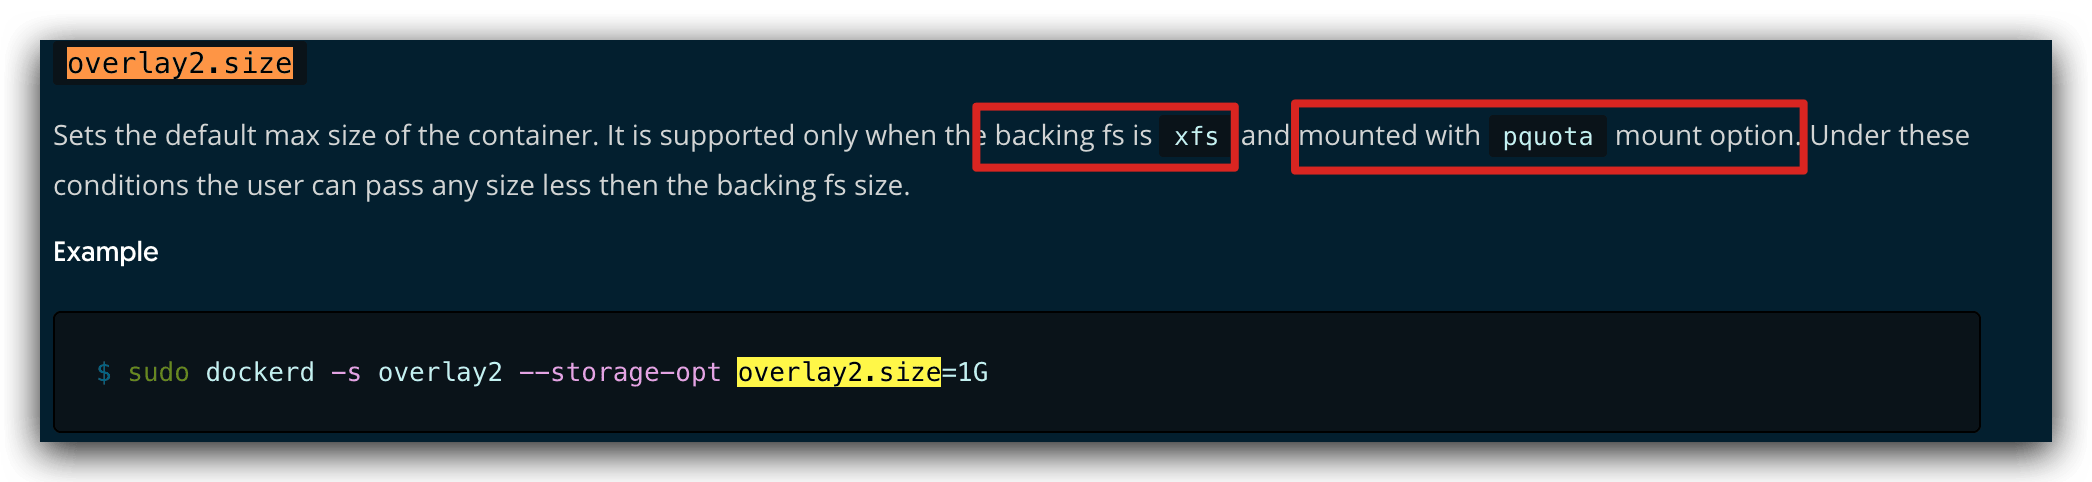 overlay2.size
Sets the default max size of the container. It is supported only when the backing fs is xfs and mounted with pquota mount option. Under these
conditions the user can pass any size less then the backing fs size.
Example
$ sudo dockerd -s overlay2 --storage-opt overlay2.size=1G